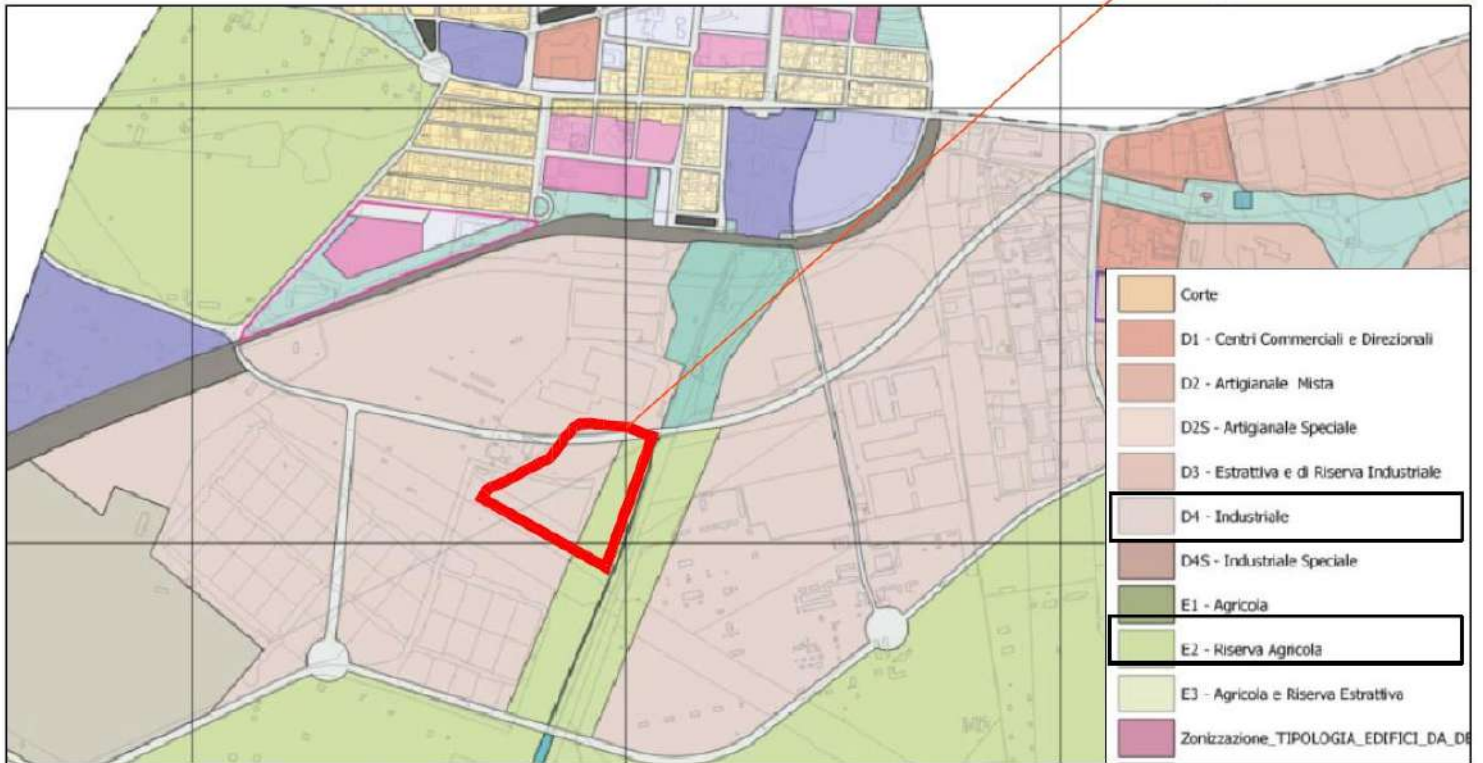 Corte
D1 - Centri Commerciali e Direzionali
D2 - Artigianale Mista
D2S - Artigianale Speciale
D3 - Estrattiva e di Riserva Industriale
D4 - Industriale
D4S - Industriale Speciale
E1 - Agricola
E2 - Riserva Agricola
E3 - Agricola e Riserva Estrattiva
Zonizzazione_TIPOLOGIA_EDIFICI_DA_DE